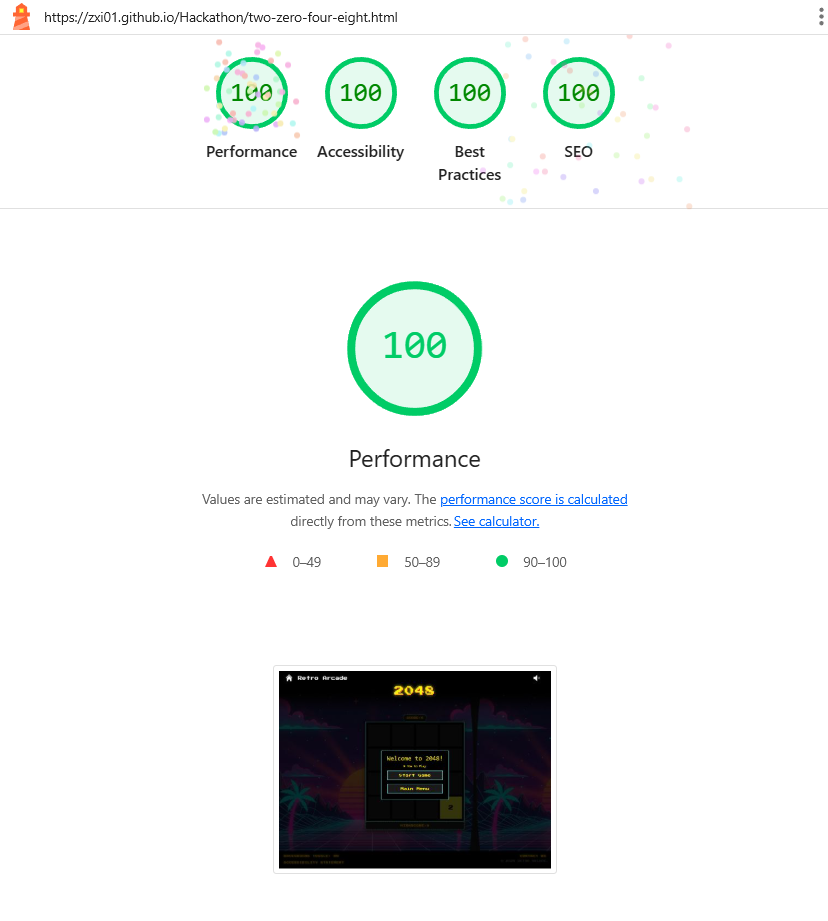 https://zxi01.github.io/Hackathon/two-zero-four-eight.html
100 100 100 100
Performance Accessibility Best Practices SEO
100
Performance
Values are estimated and may vary. The performance score is calculated
directly from these metrics. See calculator.
0–49 50–89 90–100
Retro Arcade
2048
Welcome to 2048!
Start Game
Main Menu
2